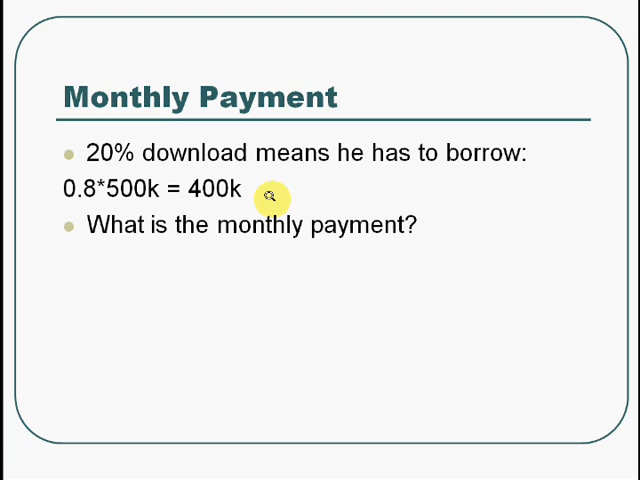 Monthly Payment
20% download means he has to borrow:
0.8*500k = 400k
What is the monthly payment?